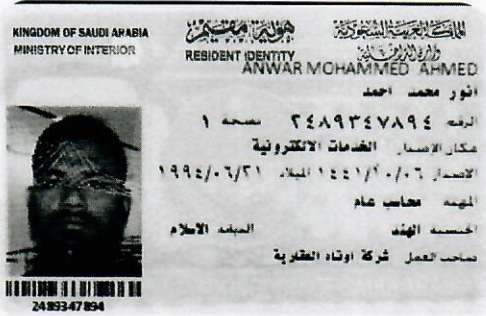 KINGDOM OF SAUDI ARABIA
المملكة العربية السعودية
MINISTRY OF INTERIOR
وزارة الداخلية
هوية مقيم
RESIDENT IDENTITY
ANWAR MOHAMMED AHMED
انور محمد احمد
الرقم ٢٤٨٩٣٤٧٨٩٤ نسخة ١
مكان الإصدار الخدمات الالكترونية
الاصدار ١٤٤١/١٠/٠٦ الميلاد ١٩٩٤/٠٦/٢١
المهنة محاسب عام
الجنسية الهند الديانة الاسلام
صاحب العمل شركة اوتاد العقارية
2489347894